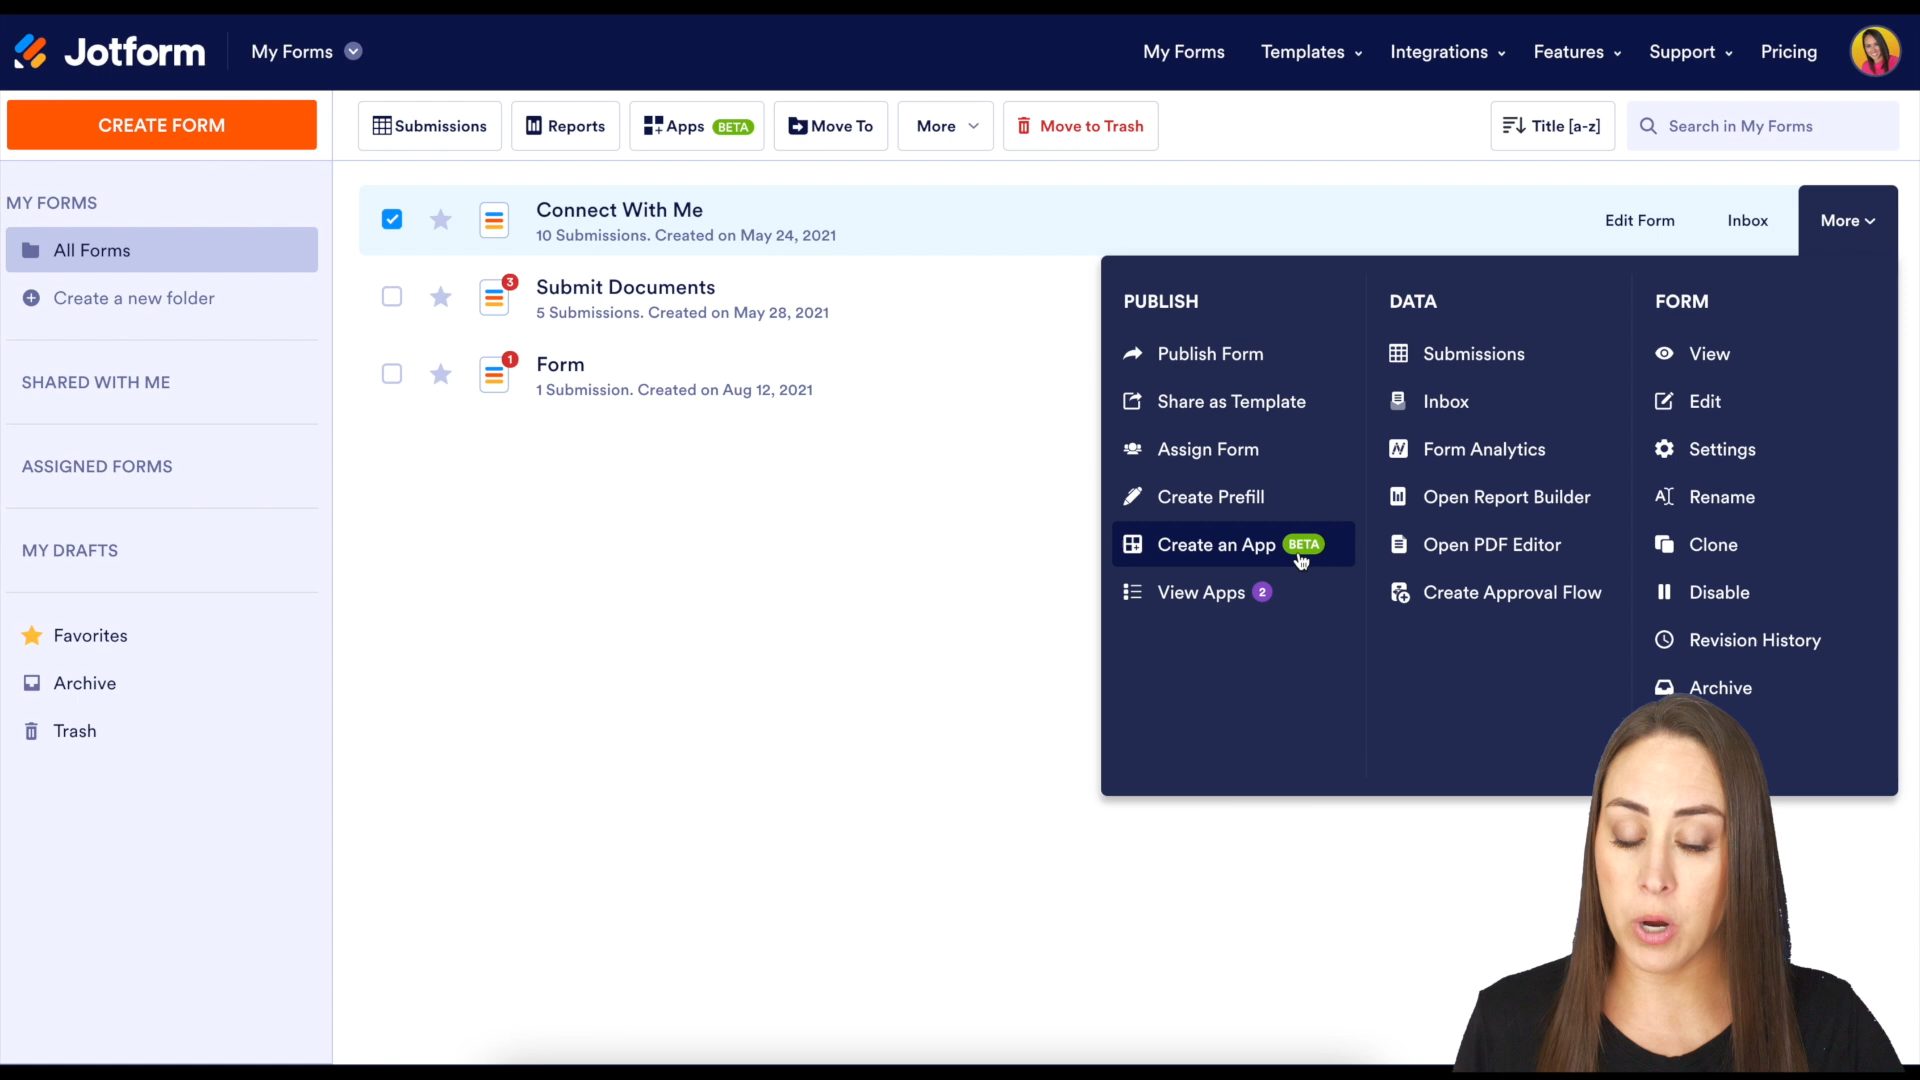 Jotform
My Forms
My Forms
Templates
Integrations
Features
Support
Pricing
CREATE FORM
Submissions
Reports
Apps BETA
Move To
More
Move to Trash
Title [a-z]
Search in My Forms
MY FORMS
All Forms
Create a new folder
SHARED WITH ME
ASSIGNED FORMS
MY DRAFTS
Favorites
Archive
Trash
Connect With Me
10 Submissions. Created on May 24, 2021
Edit Form
Inbox
More
3
Submit Documents
5 Submissions. Created on May 28, 2021
1
Form
1 Submission. Created on Aug 12, 2021
PUBLISH
Publish Form
Share as Template
Assign Form
Create Prefill
Create an App BETA
View Apps 2
DATA
Submissions
Inbox
Form Analytics
Open Report Builder
Open PDF Editor
Create Approval Flow
FORM
View
Edit
Settings
Rename
Clone
Disable
Revision History
Archive